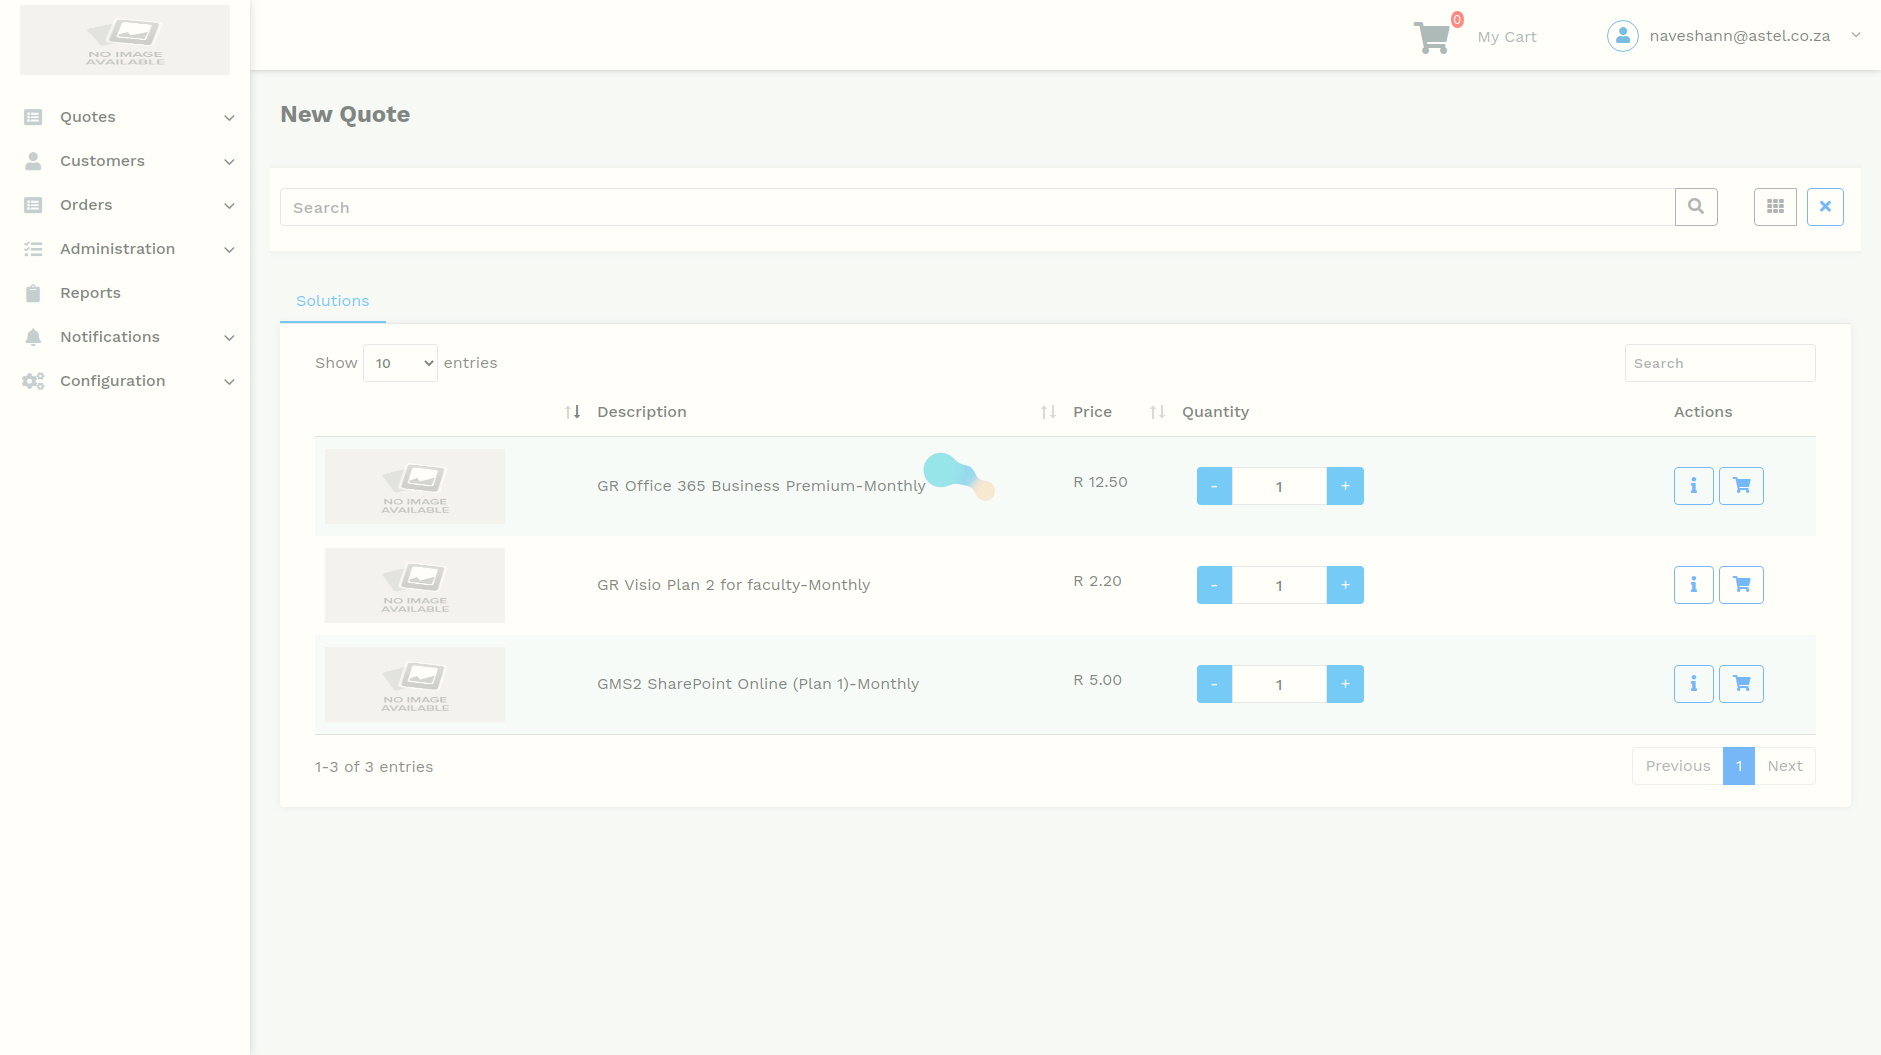 NO IMAGE
AVAILABLE
0
My Cart
naveshann@astel.co.za
Quotes
Customers
Orders
Administration
Reports
Notifications
Configuration
New Quote
Search
Solutions
Show 10 entries
Search
Description Price Quantity Actions
NO IMAGE
AVAILABLE
GR Office 365 Business Premium-Monthly R 12.50 - 1 +
NO IMAGE
AVAILABLE
GR Visio Plan 2 for faculty-Monthly R 2.20 - 1 +
NO IMAGE
AVAILABLE
GMS2 SharePoint Online (Plan 1)-Monthly R 5.00 - 1 +
1-3 of 3 entries
Previous 1 Next